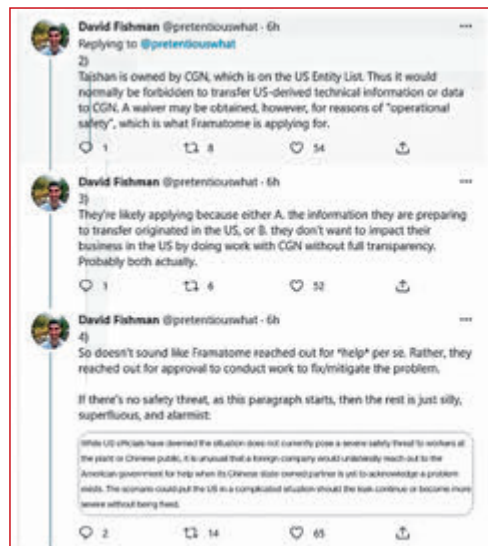 David Fishman @pretentiouswhat · 6h
Replying to @pretentiouswhat
2)
Taishan is owned by CGN, which is on the US Entity List. Thus it would
normally be forbidden to transfer US-derived technical information or data
to CGN. A waiver may be obtained, however, for reasons of "operational
safety", which is what Framatome is applying for.
1 8 54
David Fishman @pretentiouswhat · 6h
3)
They're likely applying because either A. the information they are preparing
to transfer originated in the US, or B. they don't want to impact their
business in the US by doing work with CGN without full transparency.
Probably both actually.
1 6 52
David Fishman @pretentiouswhat · 6h
4)
So doesn't sound like Framatome reached out for *help* per se. Rather, they
reached out for approval to conduct work to fix/mitigate the problem.
If there's no safety threat, as this paragraph starts, then the rest is just silly,
superfluous, and alarmist:
While US officials have deemed the situation does not currently pose a severe safety threat to workers at
the plant or Chinese public, it is unusual that a foreign company would unilaterally reach out to the
American government for help when its Chinese state owned partner is yet to acknowledge a problem
exists. The scenario could put the US in a complicated situation should the leak continue or become more
severe without being fixed.
2 14 65